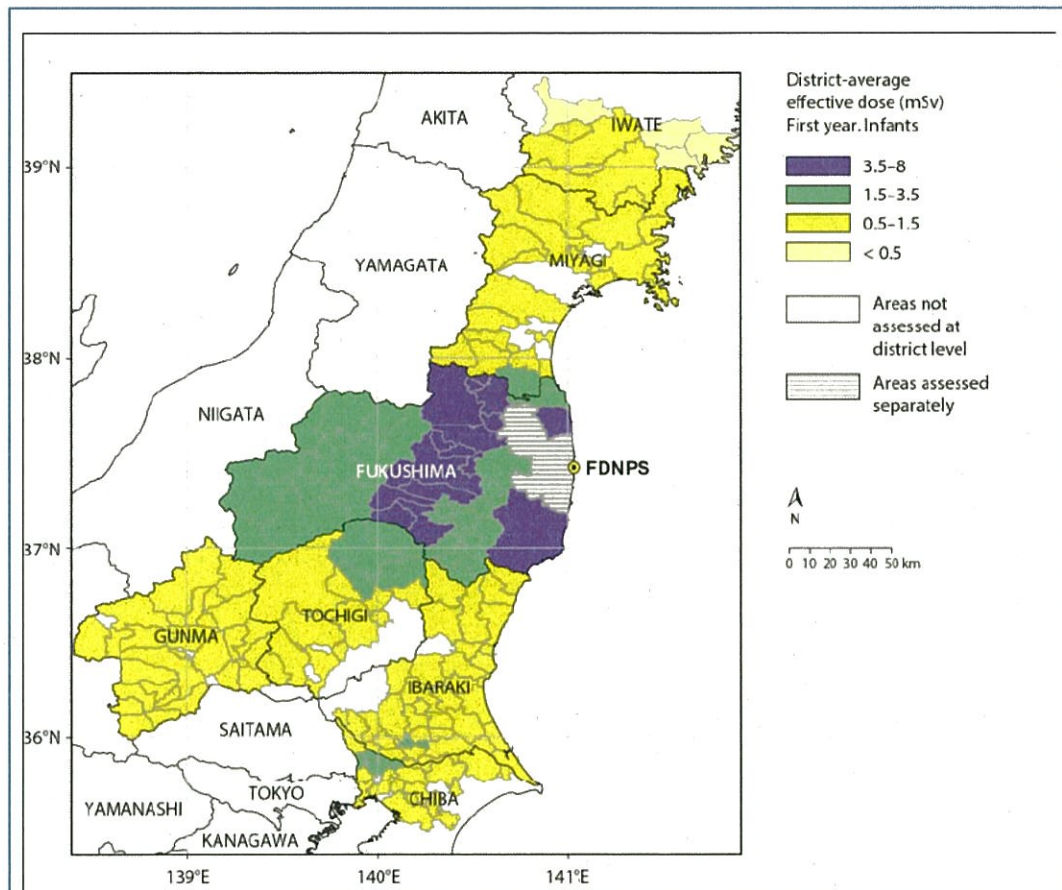 District-average
effective dose (mSv)
First year. Infants
3.5–8
1.5–3.5
0.5–1.5
< 0.5
Areas not
assessed at
district level
Areas assessed
separately
N
0 10 20 30 40 50 km
AKITA
IWATE
39°N
MIYAGI
YAMAGATA
38°N
NIIGATA
FUKUSHIMA
FDNPS
37°N
TOCHIGI
GUNMA
IBARAKI
SAITAMA
36°N
TOKYO
YAMANASHI
CHIBA
KANAGAWA
139°E
140°E
141°E